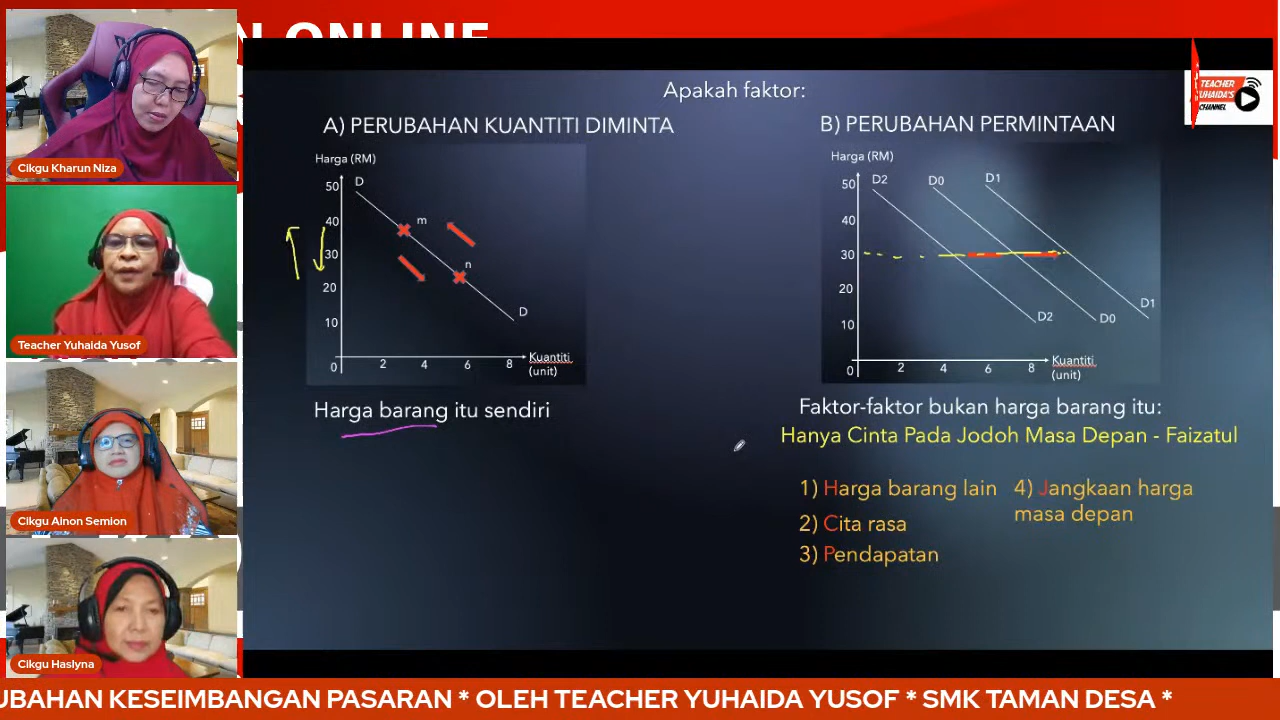 N ONLINE
Apakah faktor:
TEACHER
YUHAIDA'S
CHANNEL
A) PERUBAHAN KUANTITI DIMINTA
B) PERUBAHAN PERMINTAAN
Harga (RM)
50
40
30
20
10
0
D
m
n
D
2
4
6
8
Kuantiti
(unit)
Harga (RM)
50
40
30
20
10
0
D2
D0
D1
D2
D0
D1
2
4
6
8
Kuantiti
(unit)
Harga barang itu sendiri
Faktor-faktor bukan harga barang itu:
Hanya Cinta Pada Jodoh Masa Depan - Faizatul
1) Harga barang lain
2) Cita rasa
3) Pendapatan
4) Jangkaan harga
masa depan
Cikgu Kharun Niza
Teacher Yuhaida Yusof
Cikgu Ainon Semion
Cikgu Haslyna
UBAHAN KESEIMBANGAN PASARAN * OLEH TEACHER YUHAIDA YUSOF * SMK TAMAN DESA *